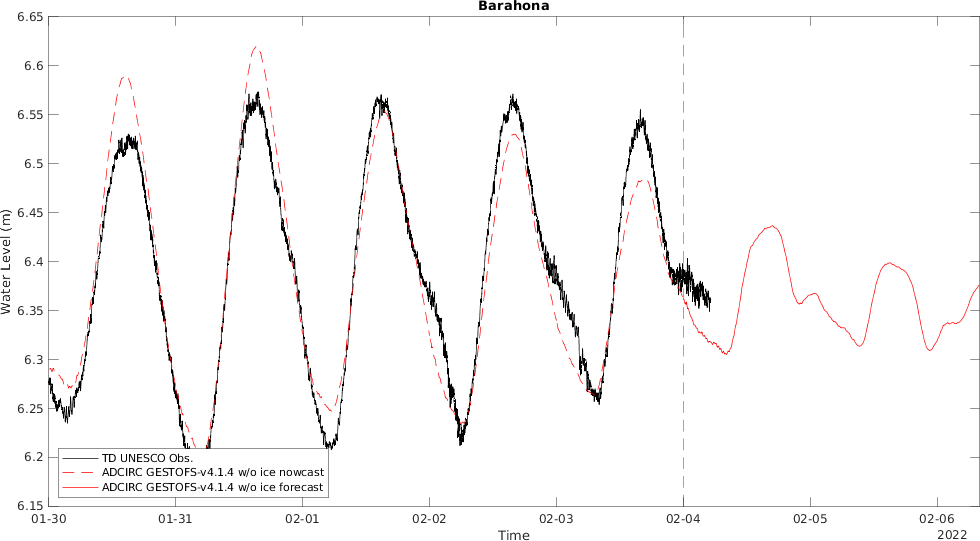 Barahona
6.65
6.6
6.55
6.5
6.45
6.4
6.35
6.3
6.25
6.2
6.15
Water Level (m)
TD UNESCO Obs.
ADCIRC GESTOFS-v4.1.4 w/o ice nowcast
ADCIRC GESTOFS-v4.1.4 w/o ice forecast
01-30 01-31 02-01 02-02 02-03 02-04 02-05 02-06
Time
2022